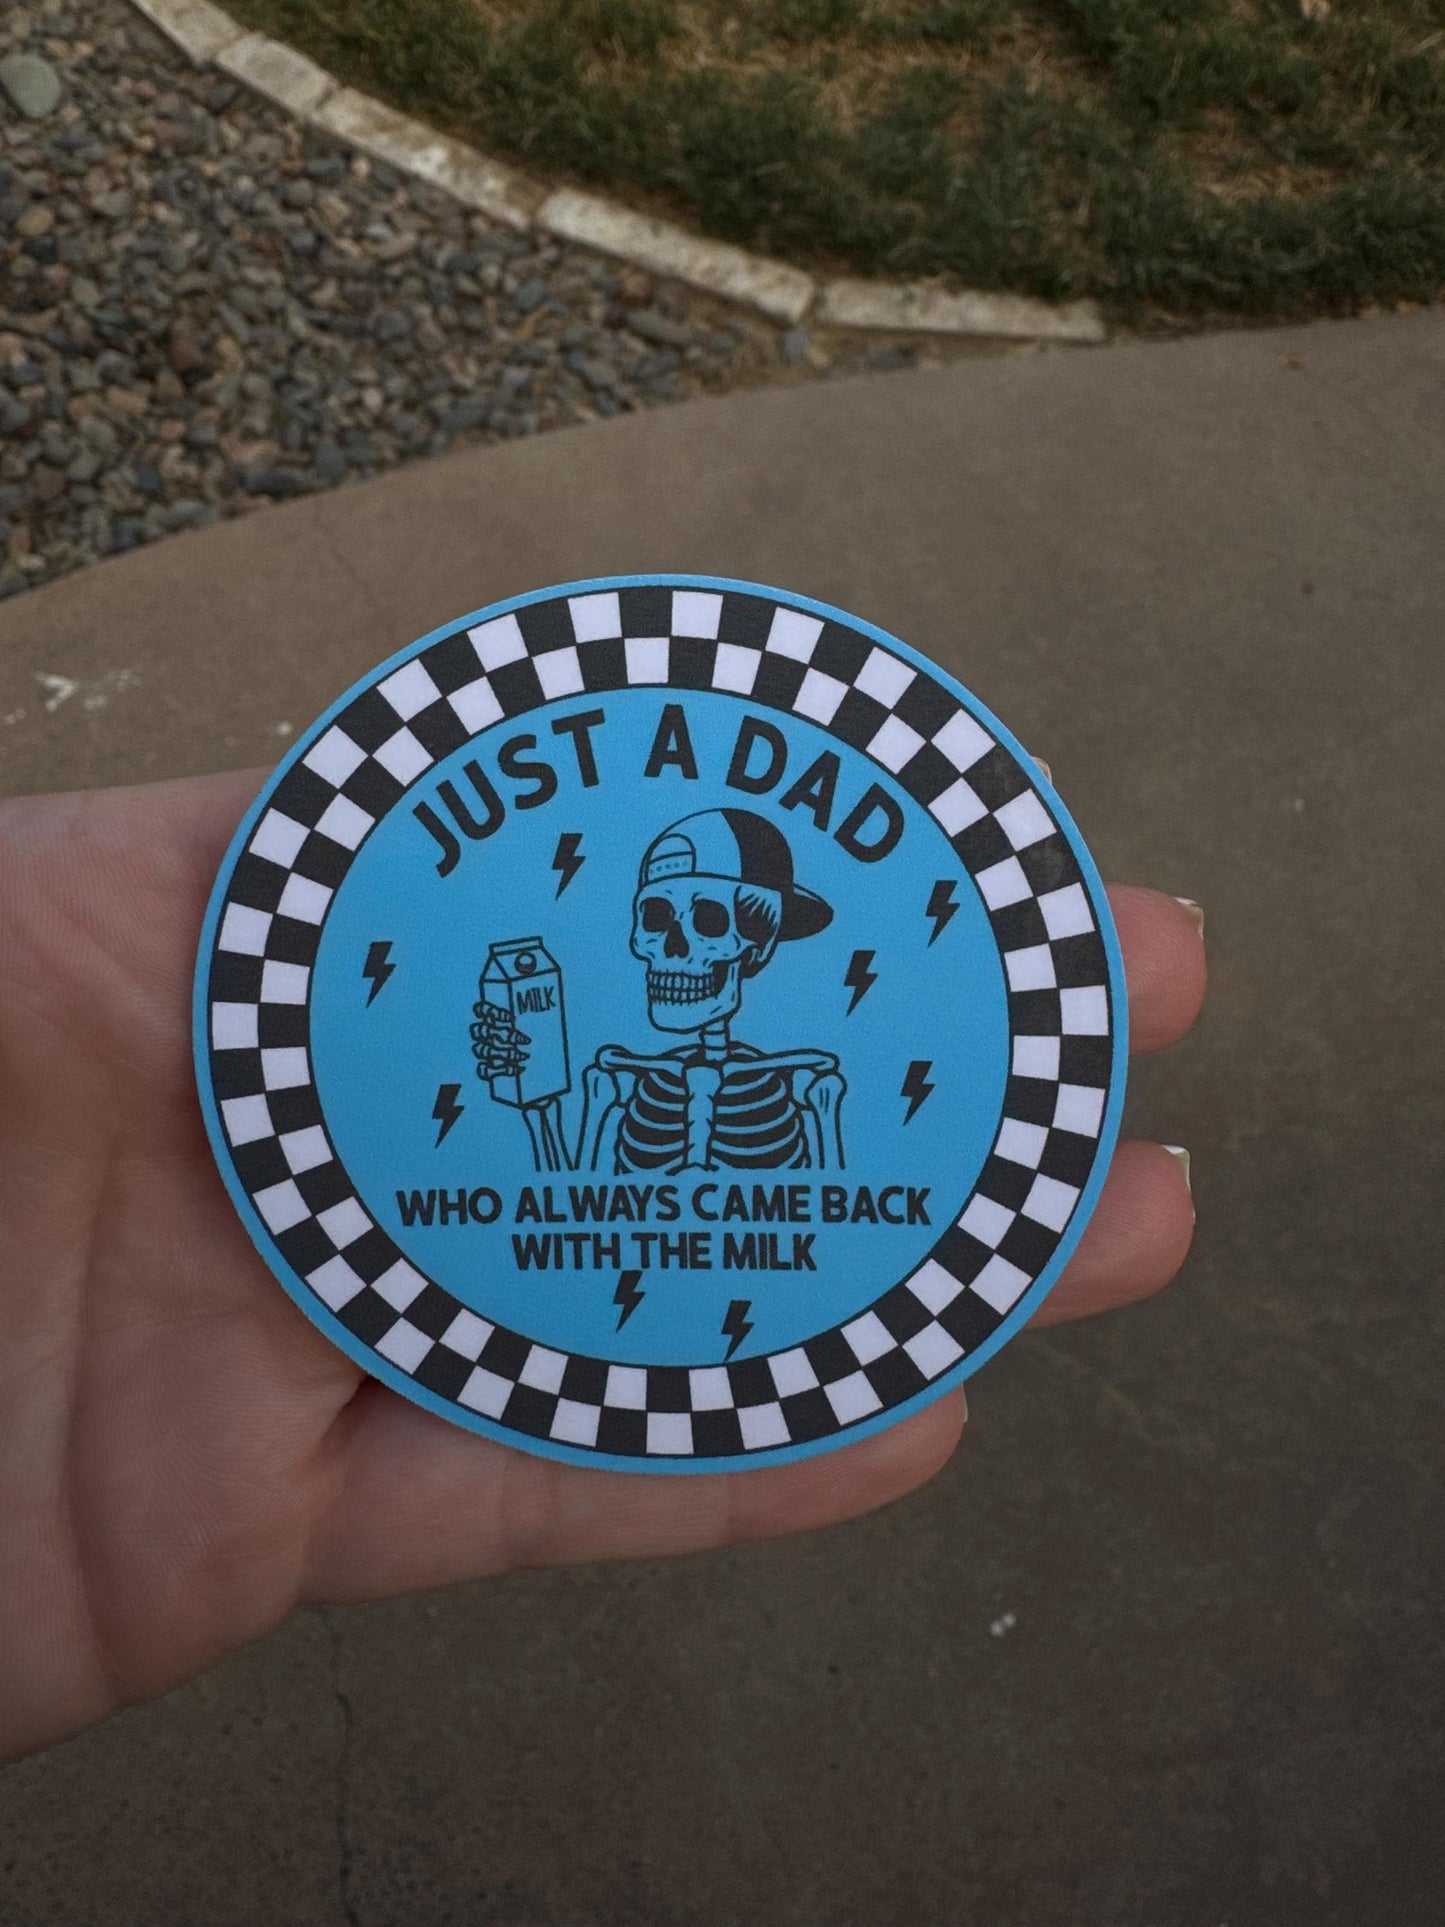 JUST A DAD
MILK
WHO ALWAYS CAME BACK
WITH THE MILK